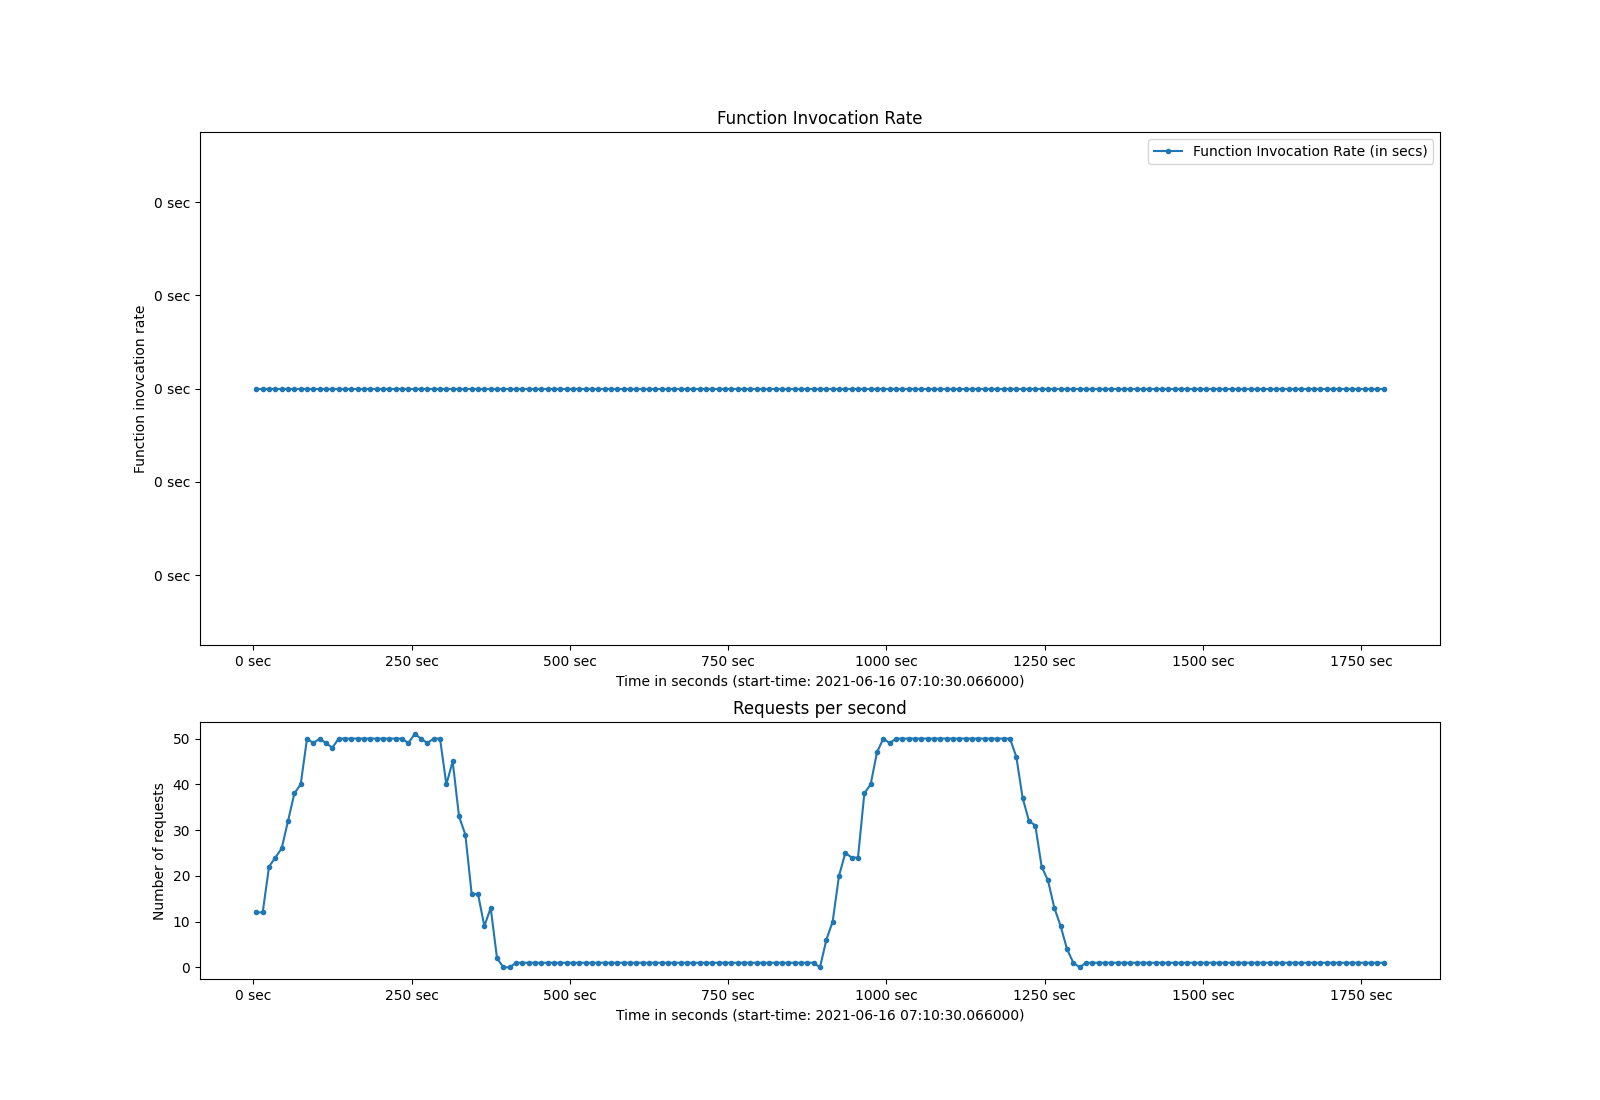 Function Invocation Rate
Function Invocation Rate (in secs)
0 sec
0 sec
0 sec
0 sec
0 sec
Function inovcation rate
0 sec 250 sec 500 sec 750 sec 1000 sec 1250 sec 1500 sec 1750 sec
Time in seconds (start-time: 2021-06-16 07:10:30.066000)
Requests per second
50
40
30
20
10
0
Number of requests
0 sec 250 sec 500 sec 750 sec 1000 sec 1250 sec 1500 sec 1750 sec
Time in seconds (start-time: 2021-06-16 07:10:30.066000)